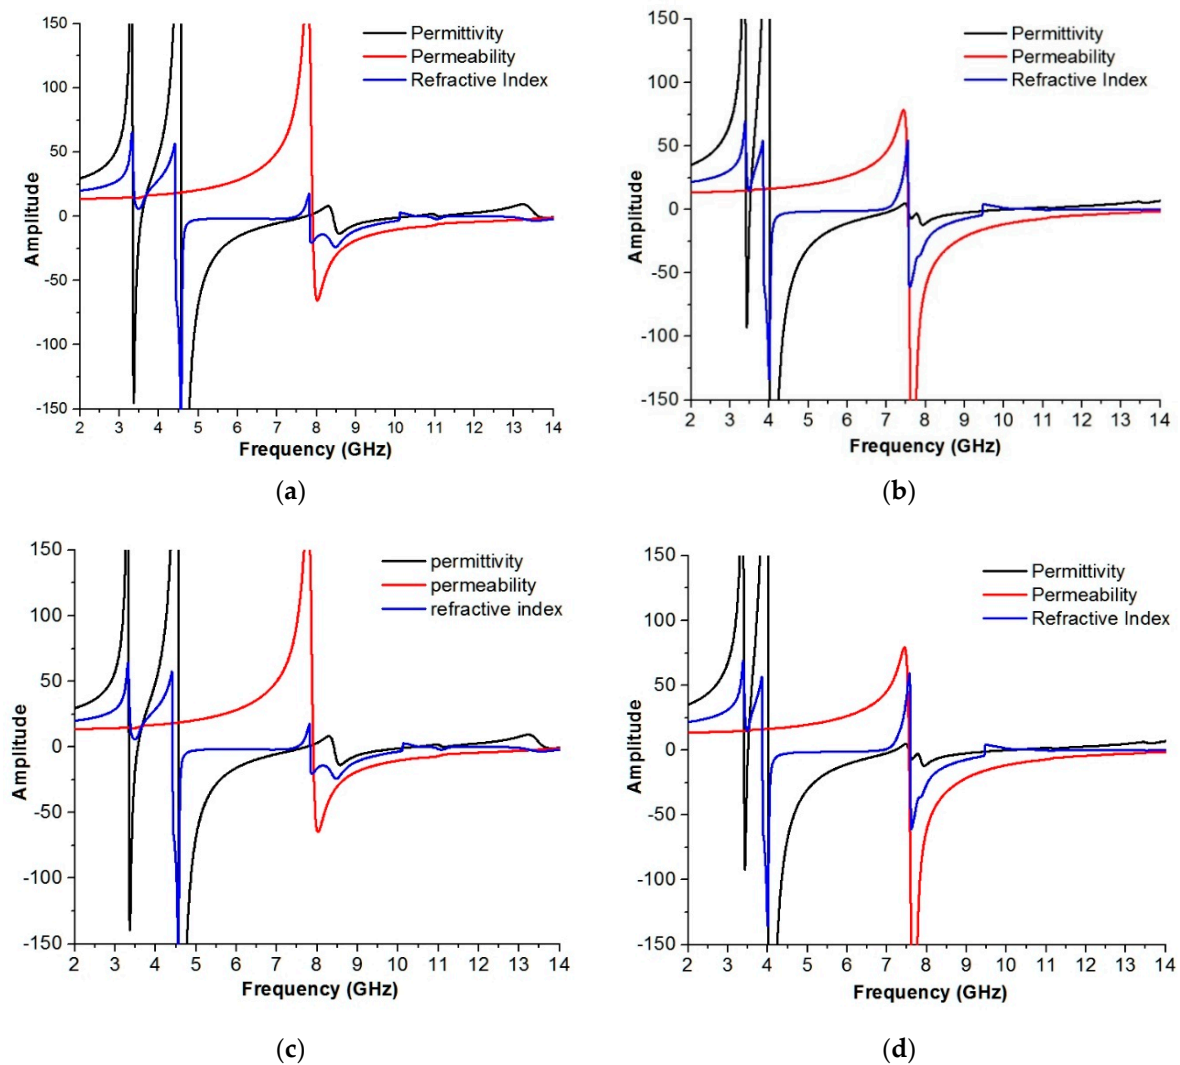 150
100
50
0
-50
-100
-150
Amplitude
Permittivity
Permeability
Refractive Index
2 3 4 5 6 7 8 9 10 11 12 13 14
Frequency (GHz)
(a)
150
100
50
0
-50
-100
-150
Amplitude
Permittivity
Permeability
Refractive Index
2 3 4 5 6 7 8 9 10 11 12 13 14
Frequency (GHz)
(b)
150
100
50
0
-50
-100
-150
Amplitude
permittivity
permeability
refractive index
2 3 4 5 6 7 8 9 10 11 12 13 14
Frequency (GHz)
(c)
150
100
50
0
-50
-100
-150
Amplitude
Permittivity
Permeability
Refractive Index
2 3 4 5 6 7 8 9 10 11 12 13 14
Frequency (GHz)
(d)